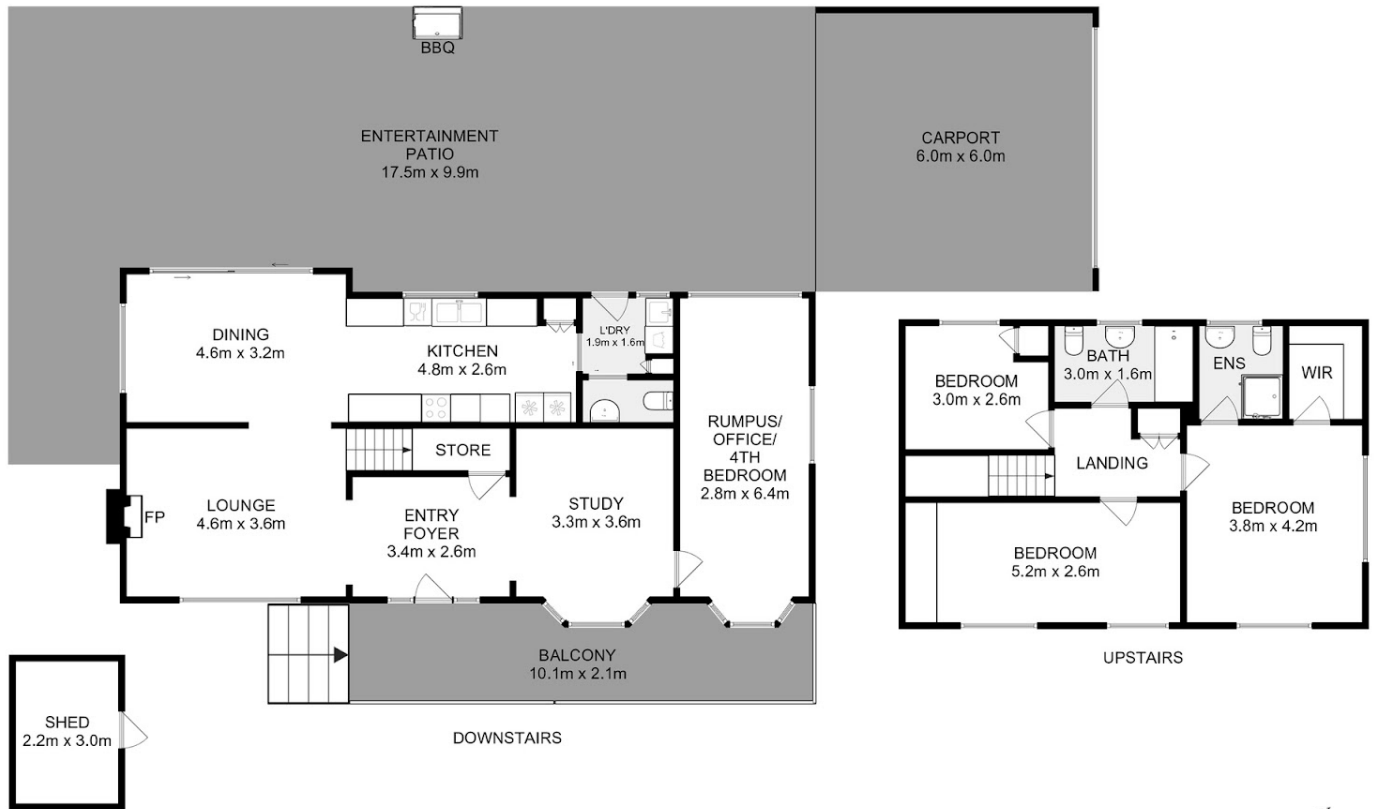 BBQ
ENTERTAINMENT
PATIO
17.5m x 9.9m
CARPORT
6.0m x 6.0m
DINING
4.6m x 3.2m
KITCHEN
4.8m x 2.6m
L'DRY
1.9m x 1.6m
RUMPUS/
OFFICE/
4TH
BEDROOM
2.8m x 6.4m
STORE
LOUNGE
4.6m x 3.6m
FP
ENTRY
FOYER
3.4m x 2.6m
STUDY
3.3m x 3.6m
BALCONY
10.1m x 2.1m
SHED
2.2m x 3.0m
DOWNSTAIRS
BEDROOM
3.0m x 2.6m
BATH
3.0m x 1.6m
ENS
WIR
LANDING
BEDROOM
3.8m x 4.2m
BEDROOM
5.2m x 2.6m
UPSTAIRS